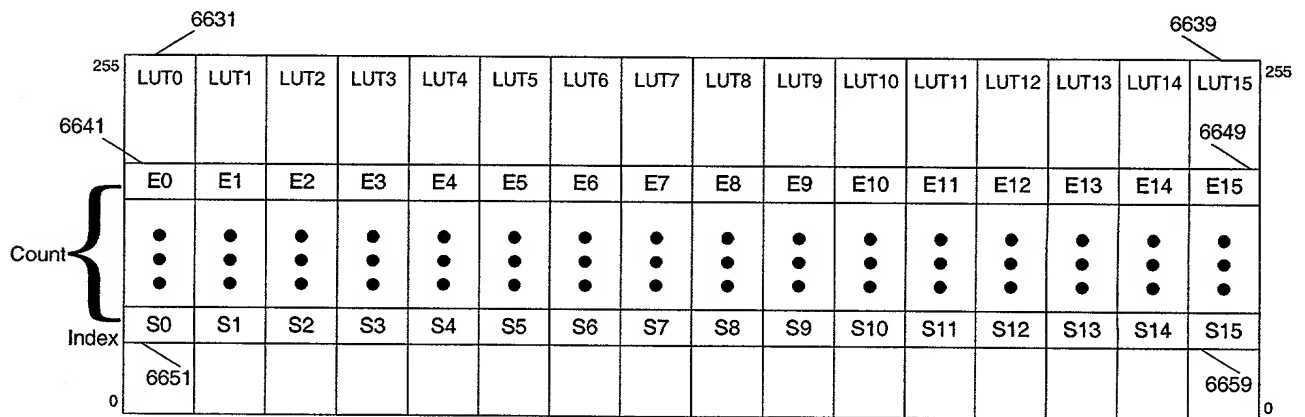 6631 6639
255 LUT0 LUT1 LUT2 LUT3 LUT4 LUT5 LUT6 LUT7 LUT8 LUT9 LUT10 LUT11 LUT12 LUT13 LUT14 LUT15 255
6641 6649
E0 E1 E2 E3 E4 E5 E6 E7 E8 E9 E10 E11 E12 E13 E14 E15
Count
Index S0 S1 S2 S3 S4 S5 S6 S7 S8 S9 S10 S11 S12 S13 S14 S15
6651 6659
0 0